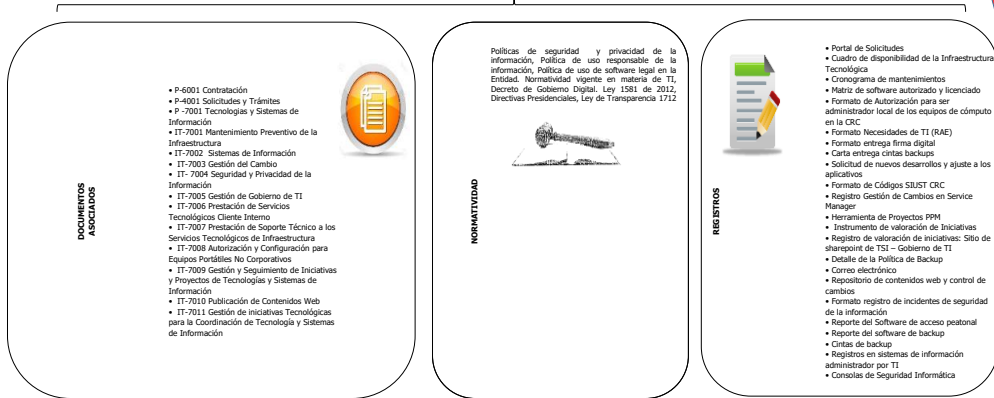 DOCUMENTOS
ASOCIADOS
• P-6001 Contratación
• P-4001 Solicitudes y Trámites
• P -7001 Tecnologías y Sistemas de
Información
• IT-7001 Mantenimiento Preventivo de la
Infraestructura
• IT-7002 Sistemas de Información
• IT-7003 Gestión del Cambio
• IT- 7004 Seguridad y Privacidad de la
Información
• IT-7005 Gestión de Gobierno de TI
• IT-7006 Prestación de Servicios
Tecnológicos Cliente Interno
• IT-7007 Prestación de Soporte Técnico a los
Servicios Tecnológicos de Infraestructura
• IT-7008 Autorización y Configuración para
Equipos Portátiles No Corporativos
• IT-7009 Gestión y Seguimiento de Iniciativas
y Proyectos de Tecnologías y Sistemas de
Información
• IT-7010 Publicación de Contenidos Web
• IT-7011 Gestión de iniciativas Tecnológicas
para la Coordinación de Tecnología y Sistemas
de Información
NORMATIVIDAD
Políticas de seguridad y privacidad de la
información, Política de uso responsable de la
información, Política de uso de software legal en la
Entidad. Normatividad vigente en materia de TI,
Decreto de Gobierno Digital. Ley 1581 de 2012,
Directivas Presidenciales, Ley de Transparencia 1712
REGISTROS
• Portal de Solicitudes
• Cuadro de disponibilidad de la Infraestructura
Tecnológica
• Cronograma de mantenimientos
• Matriz de software autorizado y licenciado
• Formato de Autorización para ser
administrador local de los equipos de cómputo
en la CRC
• Formato Necesidades de TI (RAE)
• Formato entrega firma digital
• Carta entrega cintas backups
• Solicitud de nuevos desarrollos y ajuste a los
aplicativos
• Formato de Códigos SIUST CRC
• Registro Gestión de Cambios en Service
Manager
• Herramienta de Proyectos PPM
• Instrumento de valoración de Iniciativas
• Registro de valoración de iniciativas: Sitio de
sharepoint de TSI – Gobierno de TI
• Detalle de la Política de Backup
• Correo electrónico
• Repositorio de contenidos web y control de
cambios
• Formato registro de incidentes de seguridad
de la información
• Reporte del Software de acceso peatonal
• Reporte del software de backup
• Cintas de backup
• Registros en sistemas de información
administrador por TI
• Consolas de Seguridad Informática